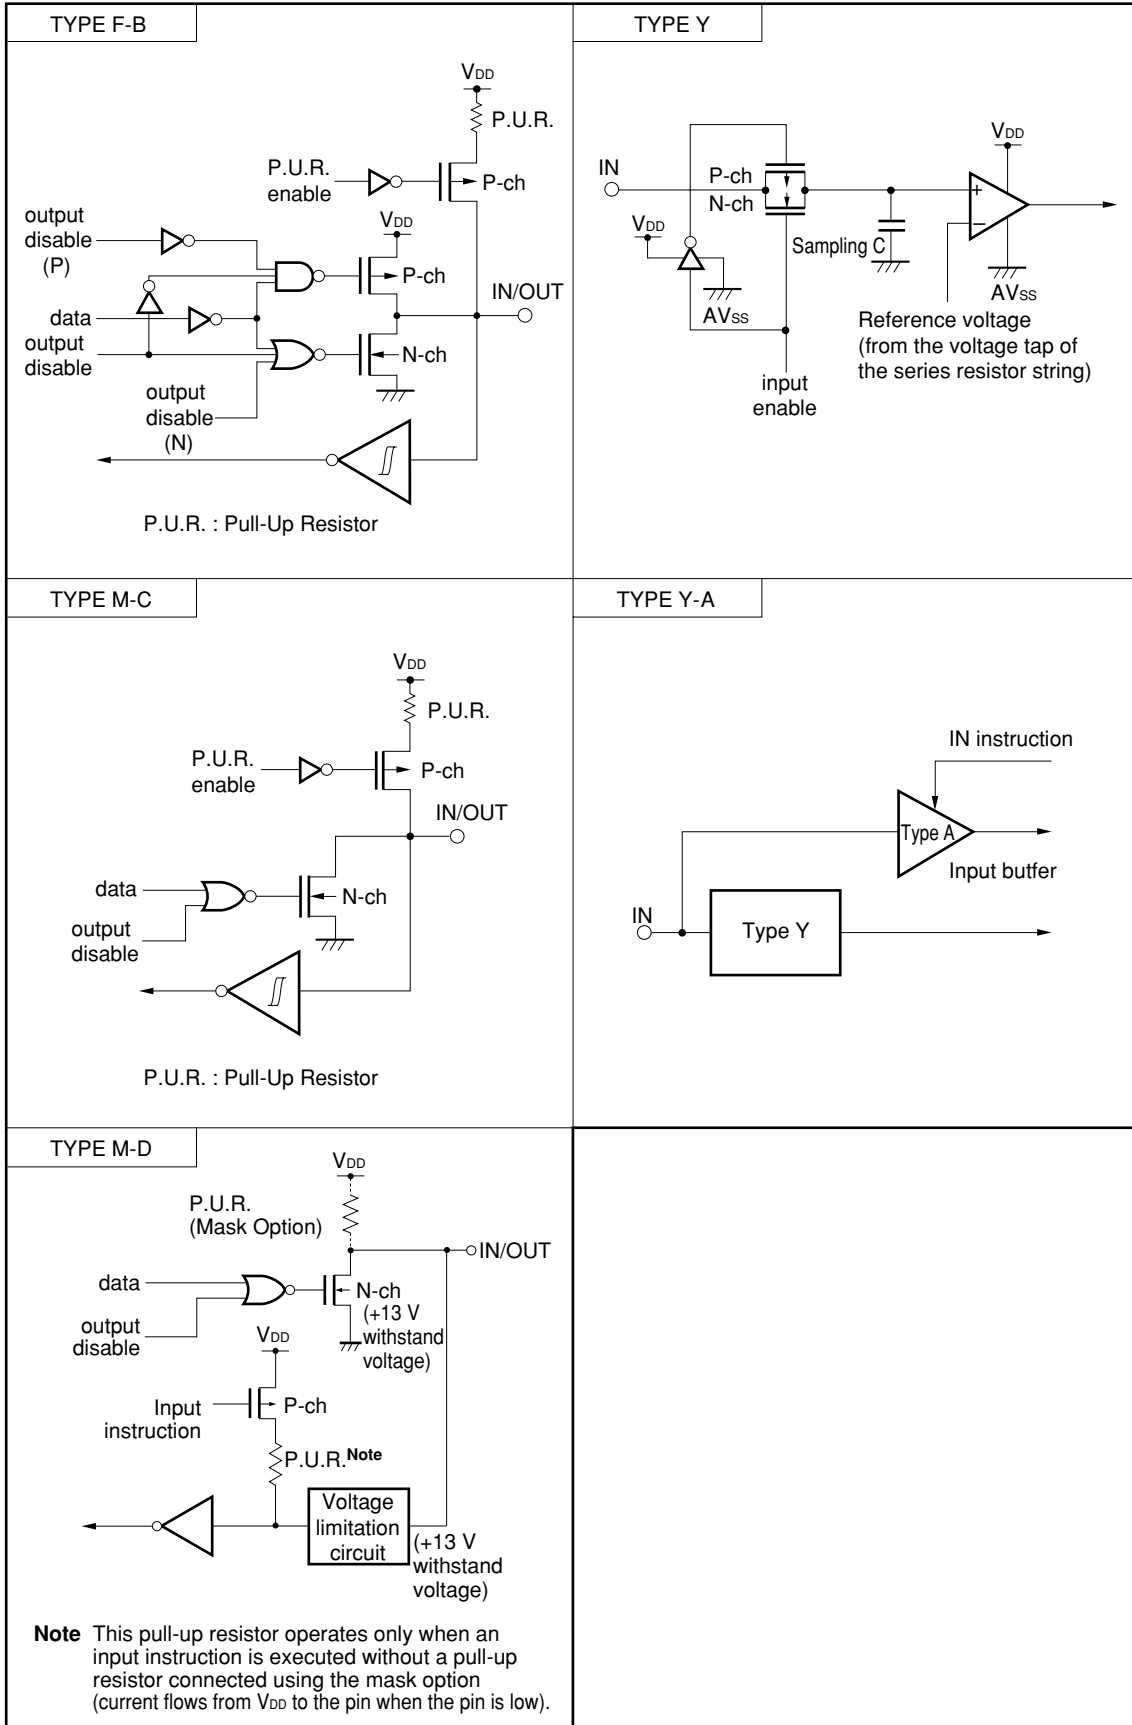 TYPE F-B
VDD
P.U.R.
P.U.R.
enable
P-ch
output
disable
(P)
VDD
P-ch
IN/OUT
data
output
disable
N-ch
output
disable
(N)
P.U.R. : Pull-Up Resistor
TYPE Y
VDD
IN
P-ch
N-ch
+
−
VDD
Sampling C
AVSS
AVSS
Reference voltage
(from the voltage tap of
the series resistor string)
input
enable
TYPE M-C
VDD
P.U.R.
P.U.R.
enable
P-ch
IN/OUT
data
N-ch
output
disable
P.U.R. : Pull-Up Resistor
TYPE Y-A
IN instruction
Type A
Input butfer
IN
Type Y
TYPE M-D
VDD
P.U.R.
(Mask Option)
IN/OUT
data
N-ch
(+13 V
withstand
voltage)
output
disable
VDD
Input
instruction
P-ch
P.U.R.Note
Voltage
limitation
circuit
(+13 V
withstand
voltage)
Note This pull-up resistor operates only when an
input instruction is executed without a pull-up
resistor connected using the mask option
(current flows from VDD to the pin when the pin is low).